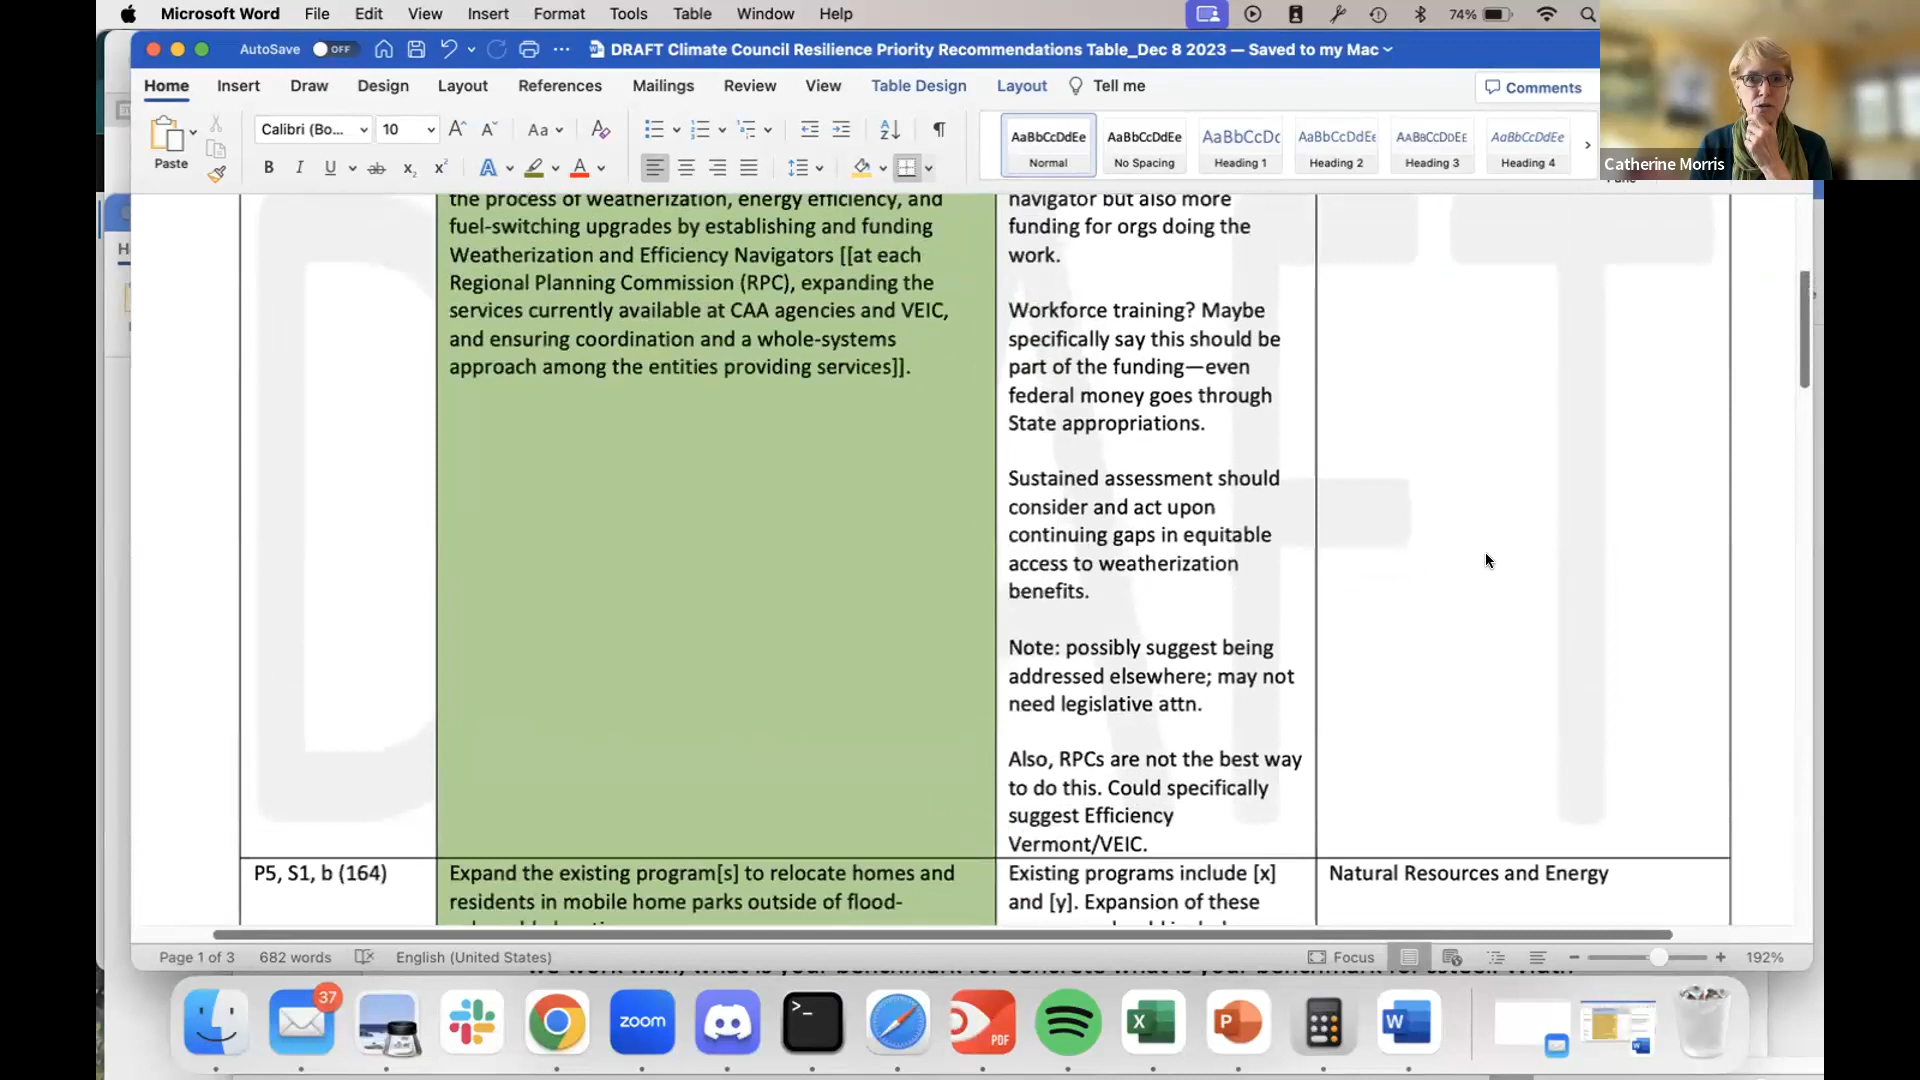 Microsoft Word File Edit View Insert Format Tools Table Window Help 74%
AutoSave OFF DRAFT Climate Council Resilience Priority Recommendations Table_Dec 8 2023 — Saved to my Mac
Home Insert Draw Design Layout References Mailings Review View Table Design Layout Tell me Comments
Paste
Calibri (Bo... 10
AaBbCcDdEe AaBbCcDdEe AaBbCcDc AaBbCcDdEe AaBbCcDdEe AaBbCcDdEe
Normal No Spacing Heading 1 Heading 2 Heading 3 Heading 4
Catherine Morris
the process of weatherization, energy efficiency, and
fuel-switching upgrades by establishing and funding
Weatherization and Efficiency Navigators [[at each
Regional Planning Commission (RPC), expanding the
services currently available at CAA agencies and VEIC,
and ensuring coordination and a whole-systems
approach among the entities providing services]].
navigator but also more
funding for orgs doing the
work.
Workforce training? Maybe
specifically say this should be
part of the funding—even
federal money goes through
State appropriations.
Sustained assessment should
consider and act upon
continuing gaps in equitable
access to weatherization
benefits.
Note: possibly suggest being
addressed elsewhere; may not
need legislative attn.
Also, RPCs are not the best way
to do this. Could specifically
suggest Efficiency
Vermont/VEIC.
P5, S1, b (164)
Expand the existing program[s] to relocate homes and
residents in mobile home parks outside of flood-
Existing programs include [x]
and [y]. Expansion of these
Natural Resources and Energy
Page 1 of 3 682 words English (United States) Focus 192%
37
zoom
PDF